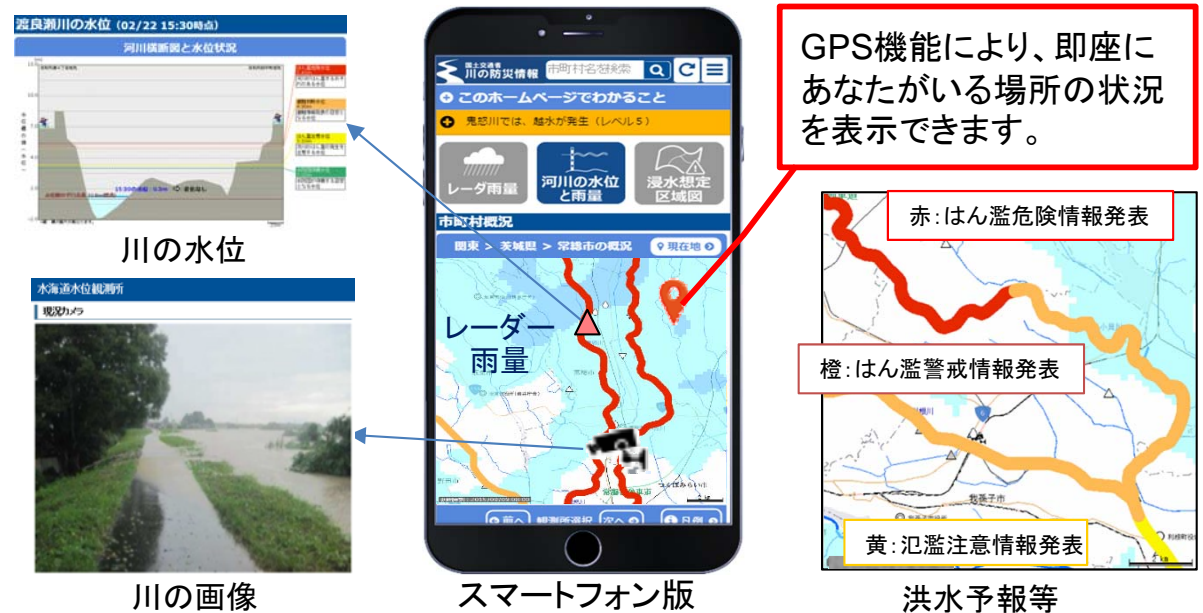 渡良瀬川の水位 (02/22 15:30時点)
河川横断図と水位状況
川の水位
水海道水位観測所
現況カメラ
川の画像
国土交通省
川の防災情報
市町村名を検索
このホームページでわかること
鬼怒川では、越水が発生（レベル５）
レーダ雨量
河川の水位
と雨量
浸水想定
区域図
市町村概況
関東 > 茨城県 > 常総市の概況
現在地
レーダー
雨量
前へ
観測所選択
次へ
凡例
スマートフォン版
GPS機能により、即座に
あなたがいる場所の状況
を表示できます。
赤：はん濫危険情報発表
橙：はん濫警戒情報発表
我孫子市
黄：氾濫注意情報発表
洪水予報等